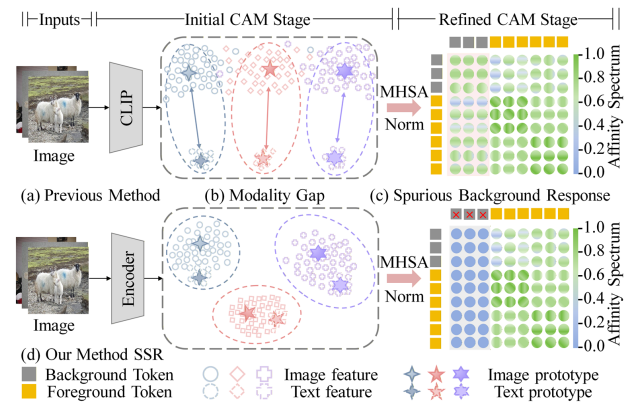 Inputs Initial CAM Stage Refined CAM Stage
CLIP
Image
MHSA
Norm
1.0
0.8
0.6
0.4
0.2
0.0
Affinity Spectrum
(a) Previous Method (b) Modality Gap (c) Spurious Background Response
Encoder
Image
MHSA
Norm
1.0
0.8
0.6
0.4
0.2
0.0
Affinity Spectrum
(d) Our Method SSR
Background Token Image feature Image prototype
Foreground Token Text feature Text prototype